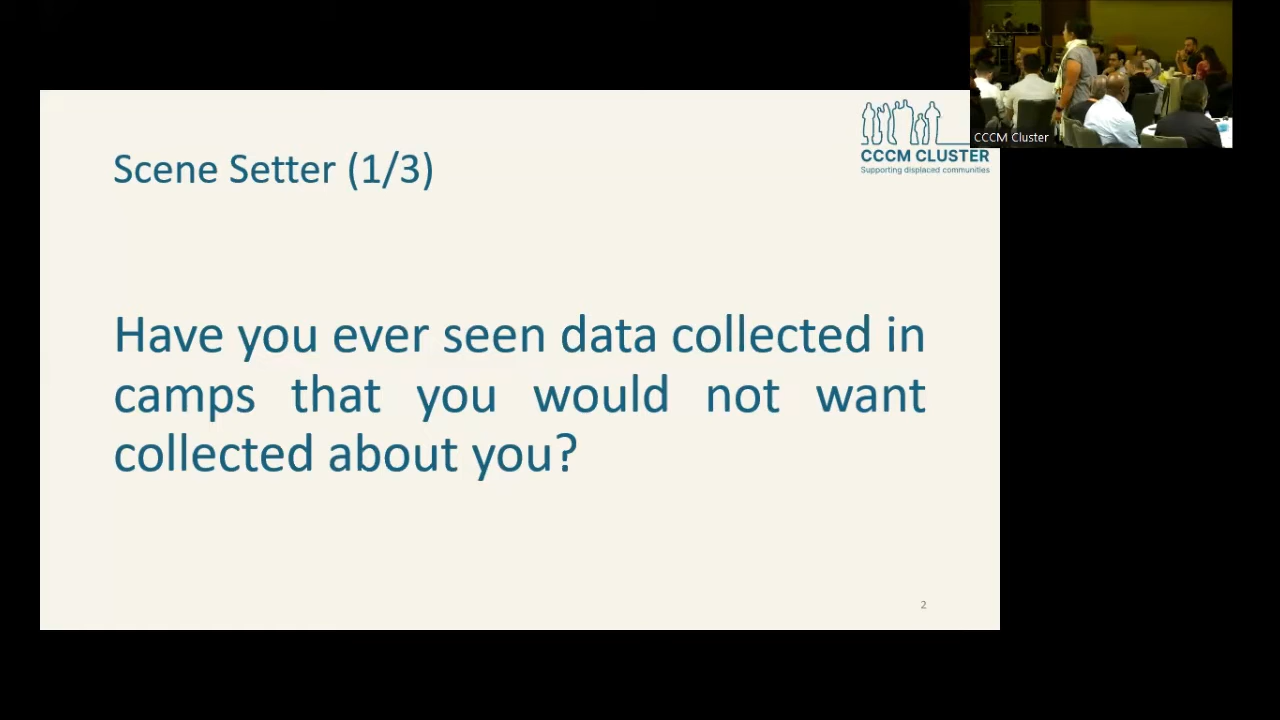 CCCM Cluster
CCCM CLUSTER
Supporting displaced communities
Scene Setter (1/3)
Have you ever seen data collected in
camps that you would not want
collected about you?
2